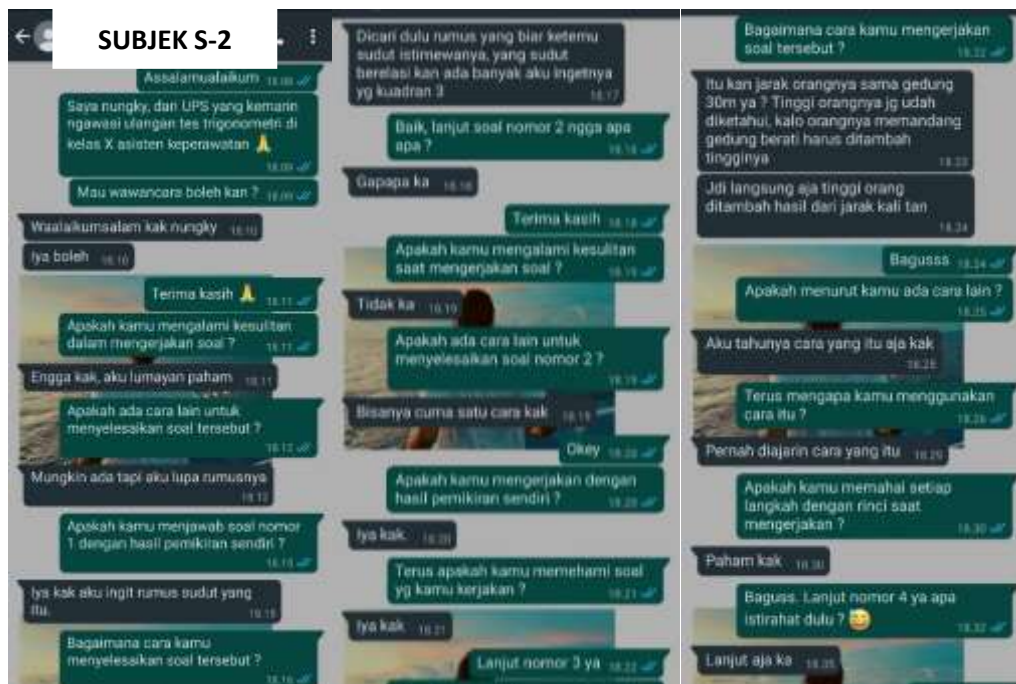 SUBJEK S-2
Assalamualaikum 18.08
Saya nungky, dari UPS yang kemarin
ngawasi ulangan tes trigonometri di
kelas X asisten keperawatan 🙏
18.09
Mau wawancara boleh kan ? 18.09
Waalaikumsalam kak nungky 18.10
Iya boleh 18.10
Terima kasih 🙏 18.11
Apakah kamu mengalami kesulitan
dalam mengerjakan soal ? 18.11
Engga kak, aku lumayan paham 18.11
Apakah ada cara lain untuk
menyelesaikan soal tersebut ?
18.12
Mungkin ada tapi aku lupa rumusnya
18.12
Apakah kamu menjawab soal nomor
1 dengan hasil pemikiran sendiri ?
Iya kak aku ingit rumus sudut yang
itu. 18.15
Bagaimana cara kamu
menyelesaikan soal tersebut ?
18.16
Dicari dulu rumus yang biar ketemu
sudut istimewanya, yang sudut
berelasi kan ada banyak aku ingetnya
yg kuadran 3 18.17
Baik, lanjut soal nomor 2 ngga apa
apa ? 18.18
Gapapa ka 18.18
Terima kasih 18.18
Apakah kamu mengalami kesulitan
saat mengerjakan soal ? 18.19
Tidak ka 18.19
Apakah ada cara lain untuk
menyelesaikan soal nomor 2 ?
18.19
Bisanya cuma satu cara kak 18.19
Okey 18.20
Apakah kamu mengerjakan dengan
hasil pemikiran sendiri ? 18.20
Iya kak 18.20
Terus apakah kamu memehami soal
yg kamu kerjakan ? 18.21
Iya kak 18.21
Lanjut nomor 3 ya 18.22
Bagaimana cara kamu mengerjakan
soal tersebut ? 18.22
Itu kan jarak orangnya sama gedung
30m ya ? Tinggi orangnya jg udah
diketahui, kalo orangnya memandang
gedung berati harus ditambah
tingginya 18.23
Jdi langsung aja tinggi orang
ditambah hasil dari jarak kali tan
18.24
Bagusss 18.24
Apakah menurut kamu ada cara lain ?
18.25
Aku tahunya cara yang itu aja kak
18.25
Terus mengapa kamu menggunakan
cara itu ? 18.26
Pernah diajarin cara yang itu 18.29
Apakah kamu memahai setiap
langkah dengan rinci saat
mengerjakan ? 18.30
Paham kak 18.30
Baguss. Lanjut nomor 4 ya apa
istirahat dulu ? 😅 18.32
Lanjut aja ka 18.35